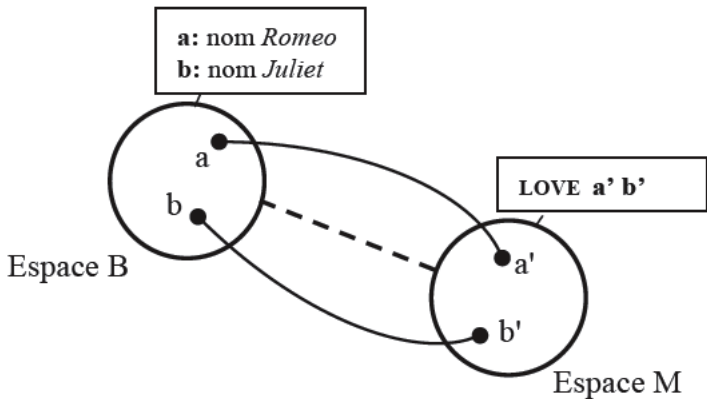 a: nom Romeo
b: nom Juliet
a
b
Espace B
LOVE a’ b’
a'
b'
Espace M